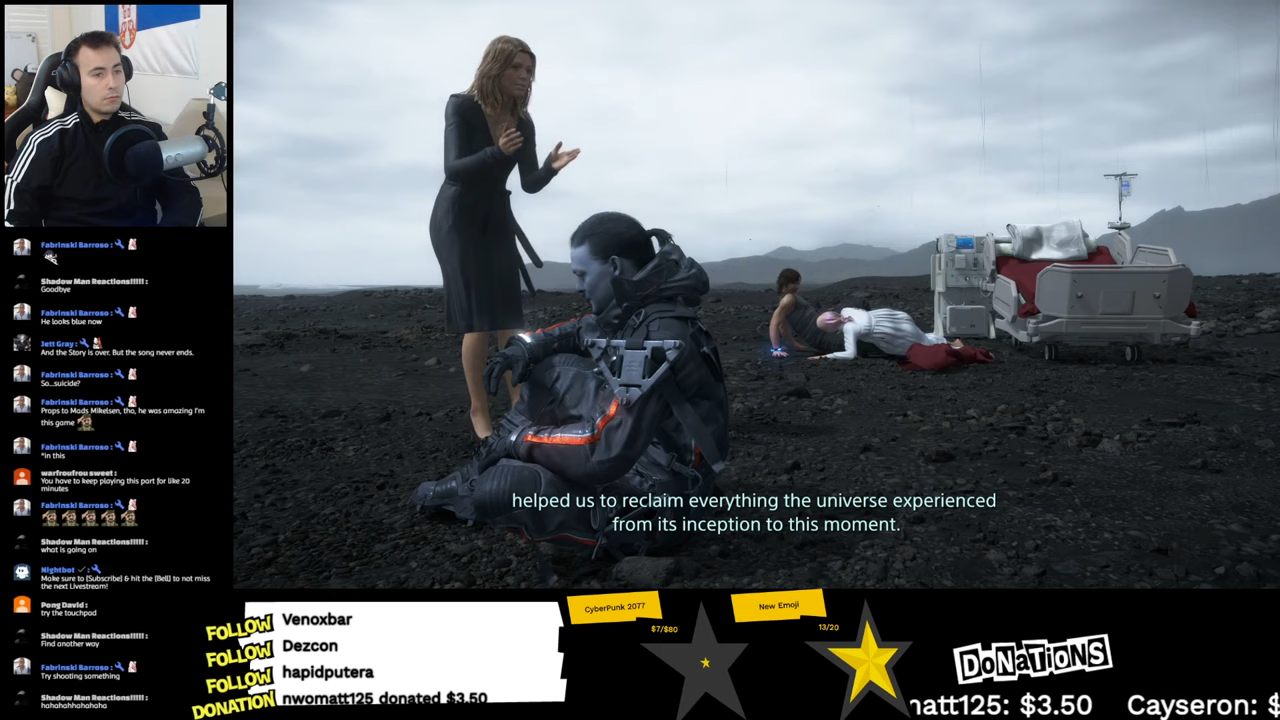 Fabrinski Barroso :
Shadow Man Reactions!!!!! :
Goodbye
Fabrinski Barroso :
He looks blue now
Jett Gray :
And the Story is over. But the song never ends.
Fabrinski Barroso :
So...suicide?
Fabrinski Barroso :
Props to Mads Mikelsen, tho, he was amazing I'm
this game
Fabrinski Barroso :
*in this
warfroufrou sweet :
You have to keep playing this part for like 20
minutes
Fabrinski Barroso :
Shadow Man Reactions!!!!! :
what is going on
Nightbot ✓ :
Make sure to [Subscribe] & hit the [Bell] to not miss
the next Livestream!
Pong David :
try the touchpad
Shadow Man Reactions!!!!! :
Find another way
Fabrinski Barroso :
Try shooting something
Shadow Man Reactions!!!!! :
hahahahhahahaha
helped us to reclaim everything the universe experienced
from its inception to this moment.
FOLLOW Venoxbar
FOLLOW Dezcon
FOLLOW hapidputera
DONATION nwomatt125 donated $3.50
CyberPunk 2077
$7/$80
New Emoji
13/20
DONATIONS
matt125: $3.50 Cayseron: $